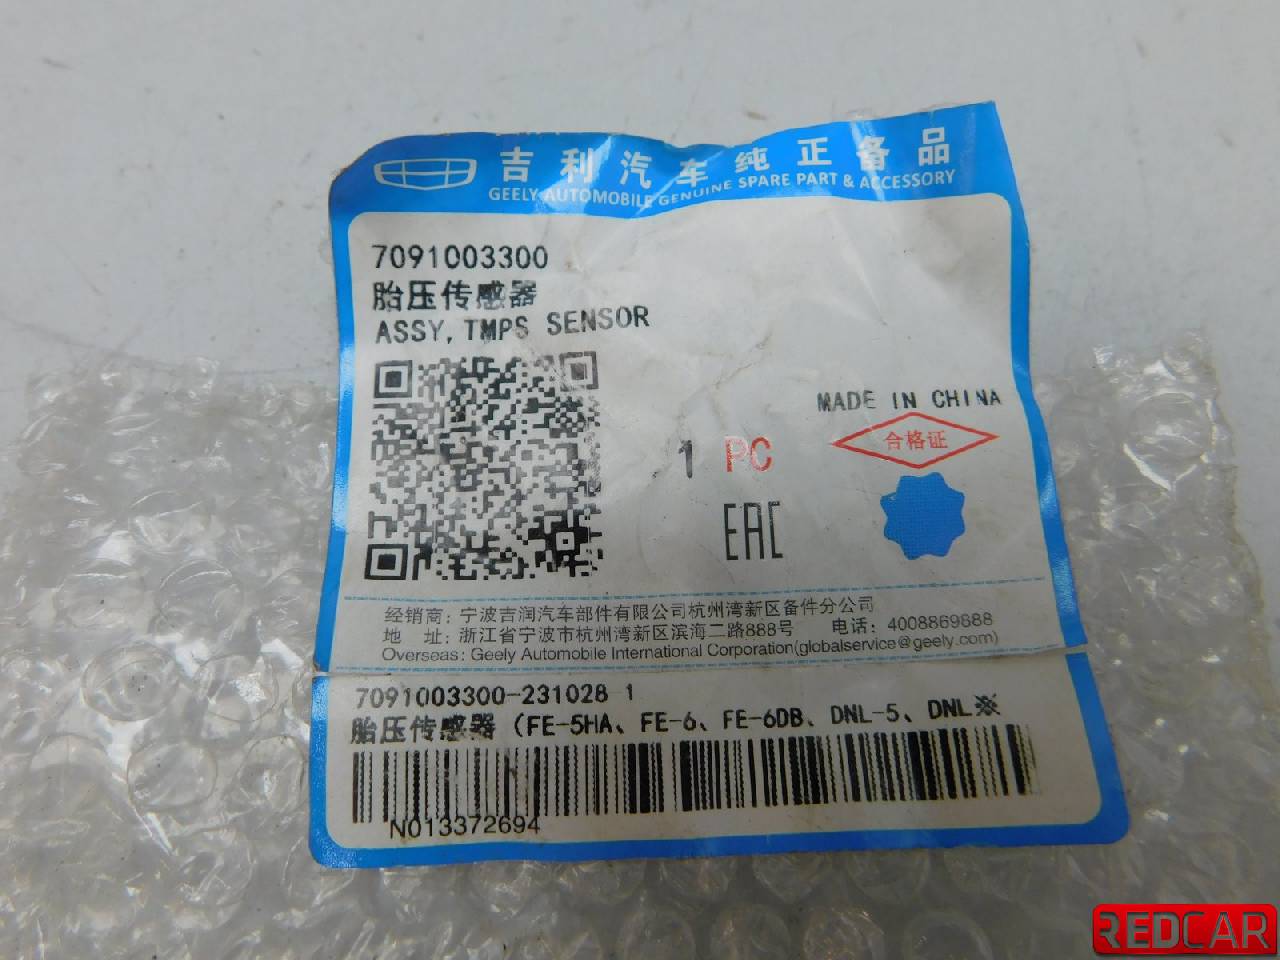 吉利汽车纯正备品
GEELY AUTOMOBILE GENUINE SPARE PART & ACCESSORY
7091003300
胎压传感器
ASSY, TMPS SENSOR
MADE IN CHINA
合格证
1 PC
EAC
经销商：宁波吉润汽车部件有限公司杭州湾新区备件分公司
地 址：浙江省宁波市杭州湾新区滨海二路888号 电话：4008869888
Overseas: Geely Automobile International Corporation(globalservice@geely.com)
7091003300-231028 1
胎压传感器（FE-5HA、FE-6、FE-6DB、DNL-5、DNL※
N013372694
REDCAR